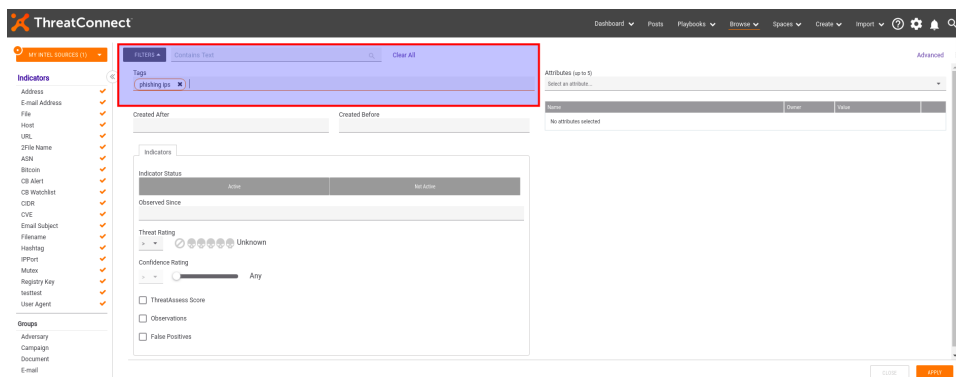 ThreatConnect
Dashboard Posts Playbooks Browse Spaces Create Import
MY INTEL SOURCES (1)
Indicators
Address
E-mail Address
File
Host
URL
2File Name
ASN
Bitcoin
CB Alert
CB Watchlist
CIDR
CVE
Email Subject
Filename
Hashtag
IPPort
Mutex
Registry Key
testtest
User Agent
Groups
Adversary
Campaign
Document
E-mail
FILTERS Contains Text Clear All Advanced
Tags
phishing ips
Created After Created Before
Indicators
Indicator Status
Active Not Active
Observed Since
Threat Rating
Unknown
Confidence Rating
Any
ThreatAssess Score
Observations
False Positives
Attributes (up to 5)
Select an attribute...
Name Owner Value
No attributes selected
CLOSE APPLY